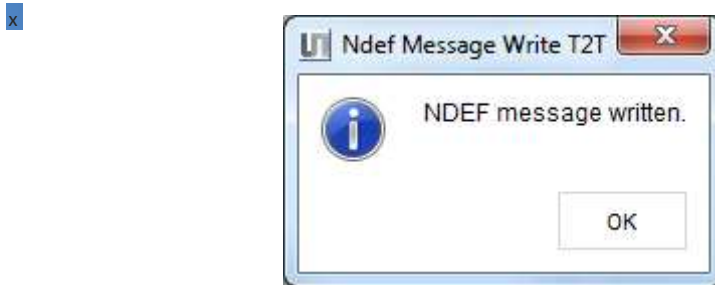 x
Ndef Message Write T2T
NDEF message written.
OK